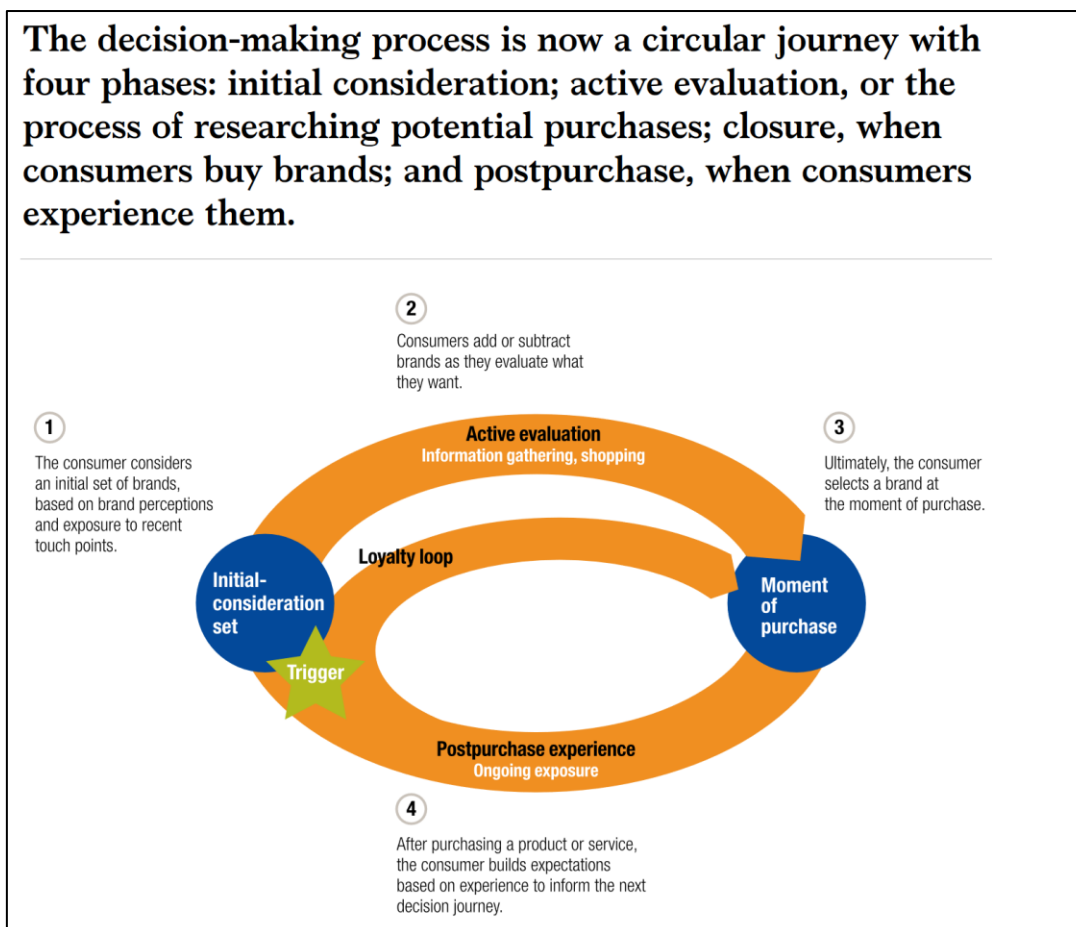 The decision-making process is now a circular journey with
four phases: initial consideration; active evaluation, or the
process of researching potential purchases; closure, when
consumers buy brands; and postpurchase, when consumers
experience them.
2
Consumers add or subtract
brands as they evaluate what
they want.
1
The consumer considers
an initial set of brands,
based on brand perceptions
and exposure to recent
touch points.
Active evaluation
Information gathering, shopping
3
Ultimately, the consumer
selects a brand at
the moment of purchase.
Loyalty loop
Initial-
consideration
set
Moment
of
purchase
Trigger
Postpurchase experience
Ongoing exposure
4
After purchasing a product or service,
the consumer builds expectations
based on experience to inform the next
decision journey.